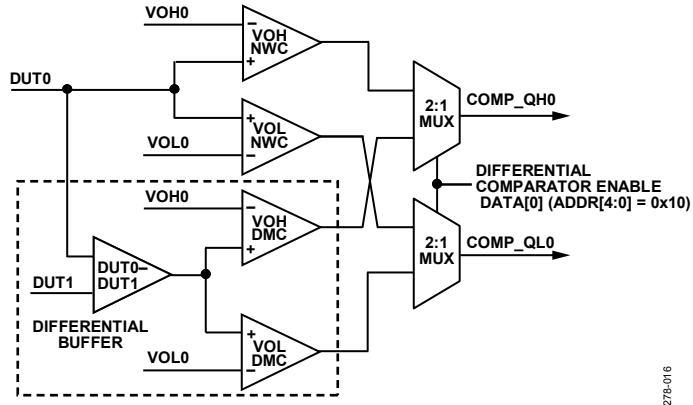 VOH0
VOH
NWC
DUT0
2:1
MUX
COMP_QH0
VOL
NWC
VOL0
DIFFERENTIAL
COMPARATOR ENABLE
DATA[0] (ADDR[4:0] = 0x10)
VOH0
VOH
DMC
2:1
MUX
COMP_QL0
DUT0–
DUT1
DUT1
DIFFERENTIAL
BUFFER
VOL
DMC
VOL0
278-016